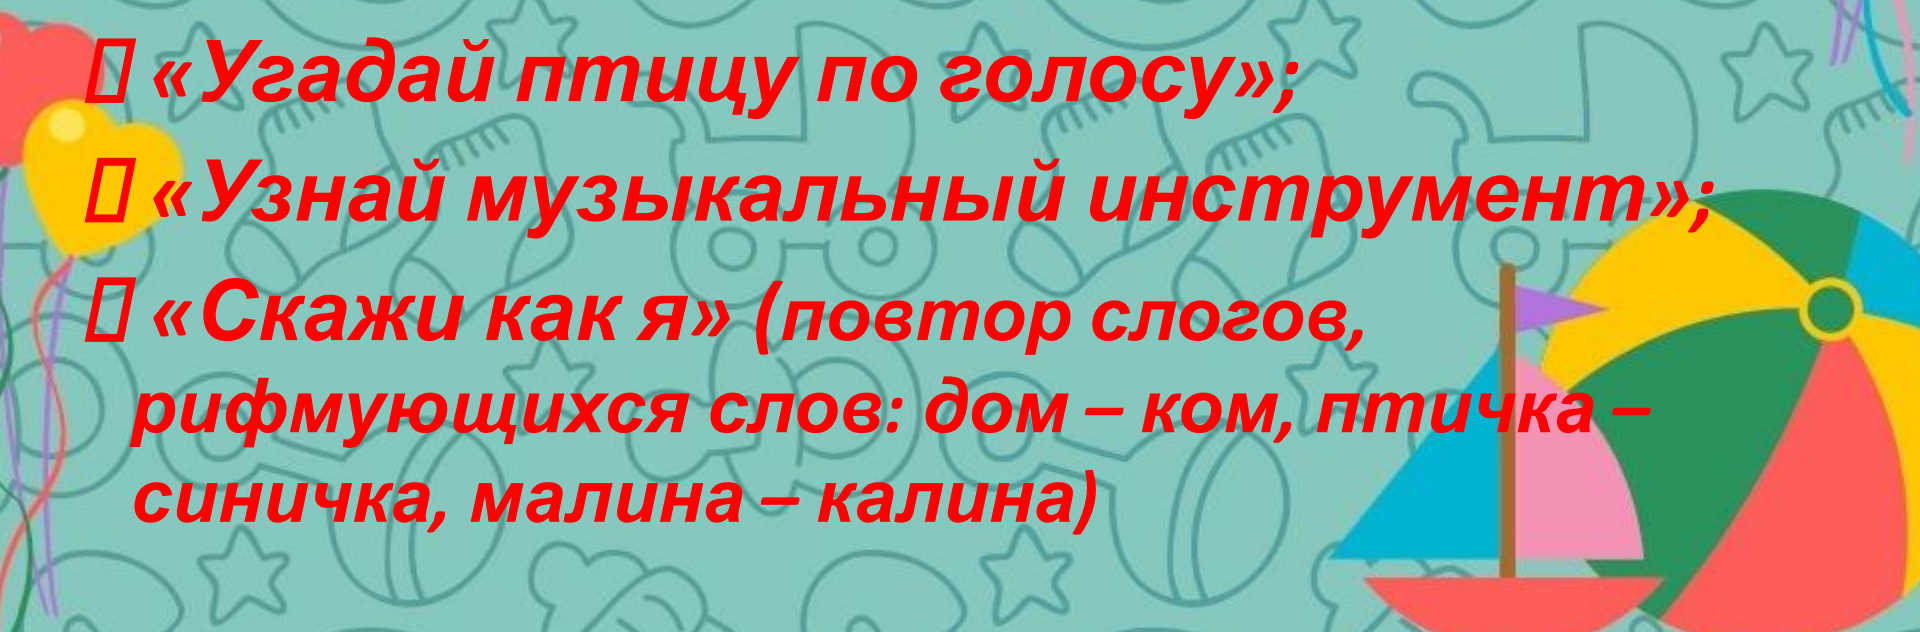 ▯ «Угадай птицу по голосу»;
▯ «Узнай музыкальный инструмент»;
▯ «Скажи как я» (повтор слогов,
рифмующихся слов: дом – ком, птичка –
синичка, малина – калина)